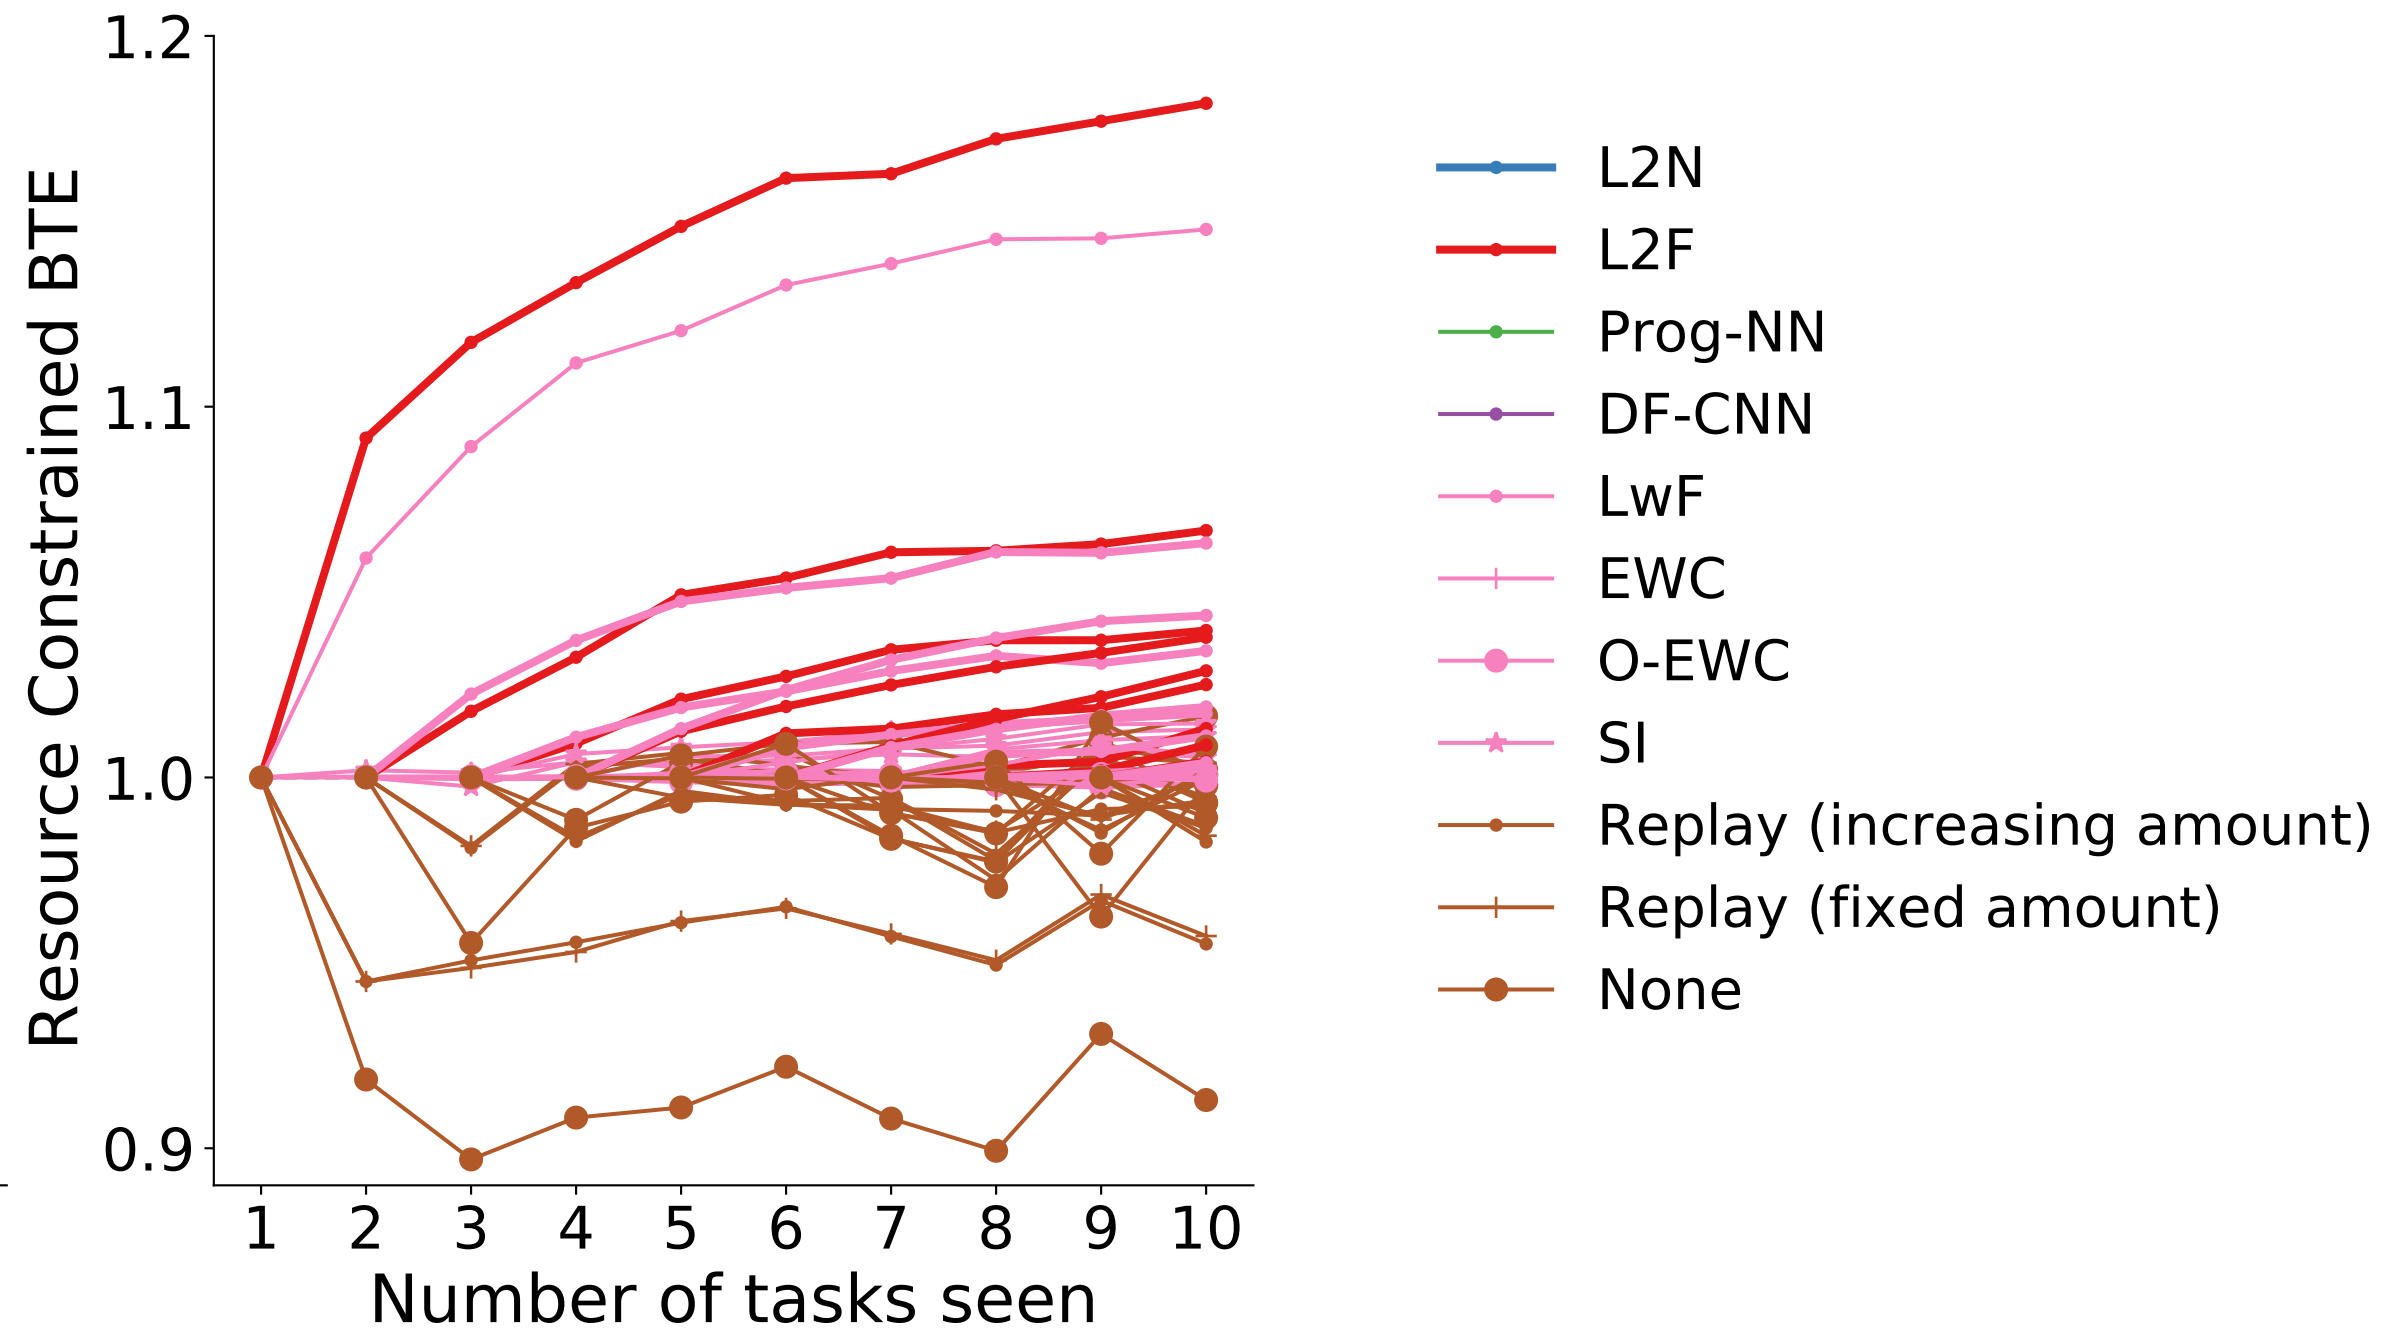 Resource Constrained BTE
1.2
1.1
1.0
0.9
1 2 3 4 5 6 7 8 9 10
Number of tasks seen
L2N
L2F
Prog-NN
DF-CNN
LwF
EWC
O-EWC
SI
Replay (increasing amount)
Replay (fixed amount)
None